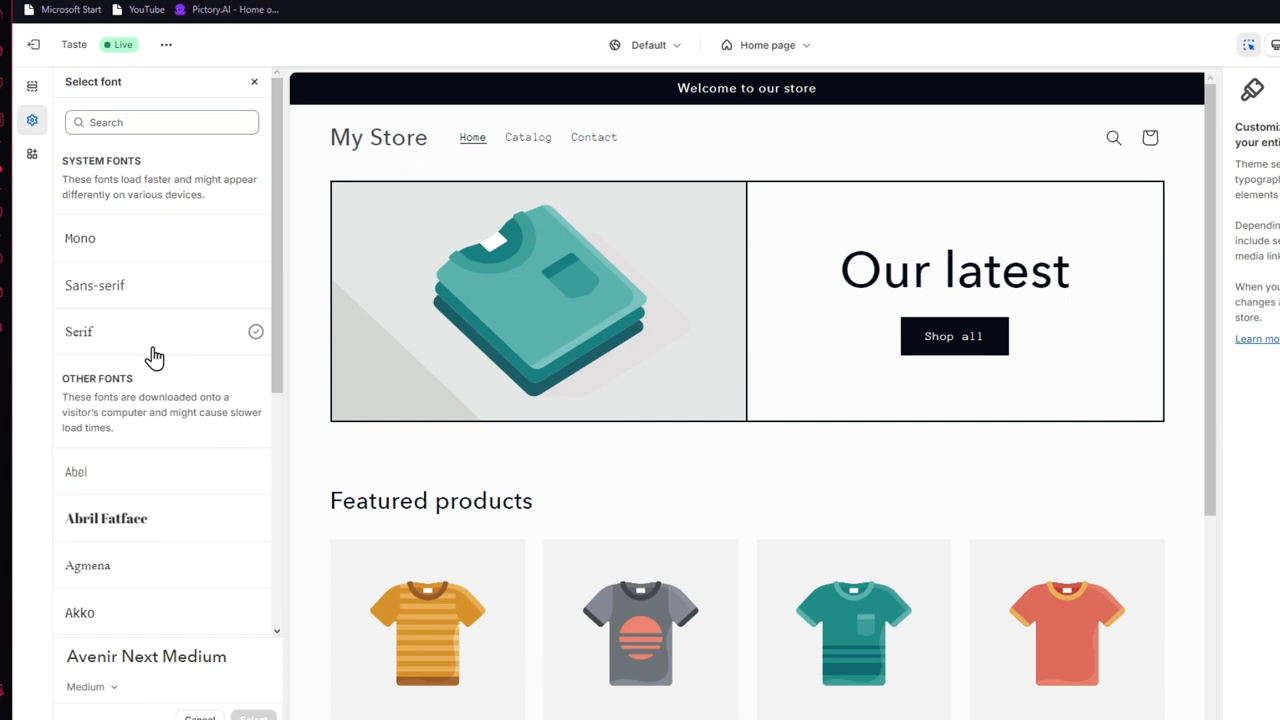 Microsoft Start
YouTube
Pictory.AI - Home o...
Taste
Live
Default
Home page
Select font
Search
SYSTEM FONTS
These fonts load faster and might appear
differently on various devices.
Mono
Sans-serif
Serif
OTHER FONTS
These fonts are downloaded onto a
visitor's computer and might cause slower
load times.
Abel
Abril Fatface
Agmena
Akko
Avenir Next Medium
Medium
Cancel
Select
Welcome to our store
My Store
Home
Catalog
Contact
Our latest
Shop all
Featured products
Customiz
your enti
Theme se
typograph
elements
Dependin
include se
media link
When you
changes a
store.
Learn mo